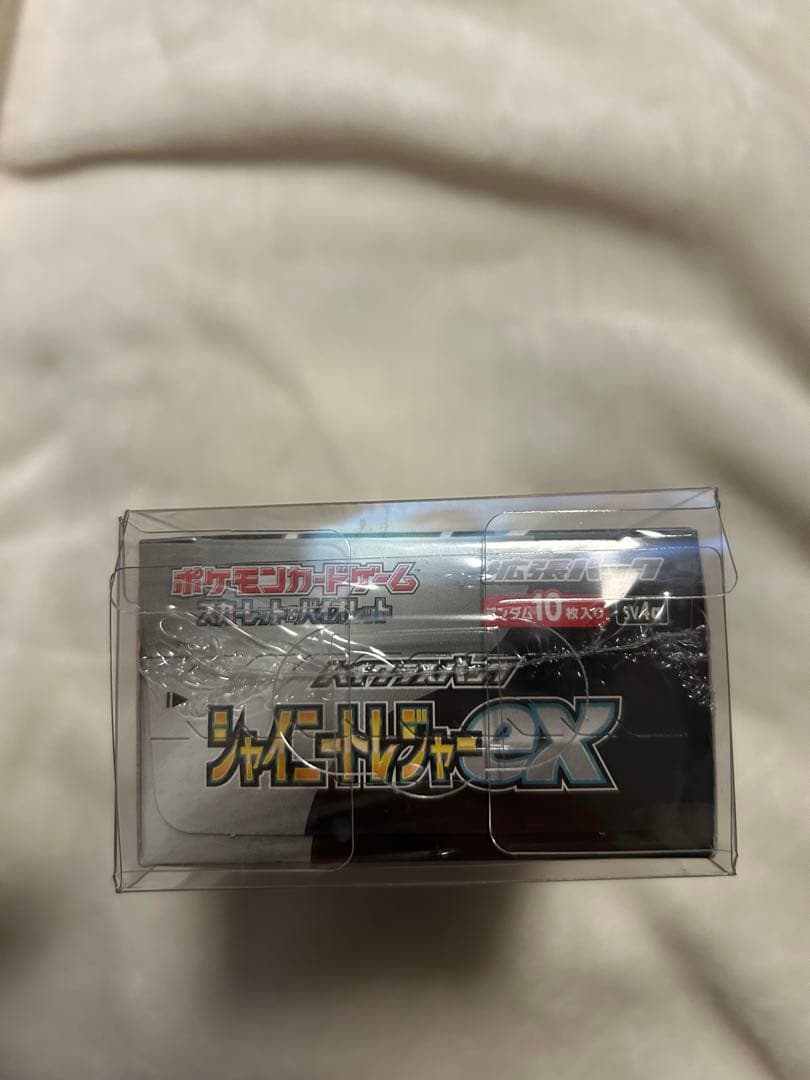 ポケモンカードゲーム
スカーレット&バイオレット
拡張パック
ランダム10枚入り
SV4a
ハイクラスパック
シャイニートレジャーex